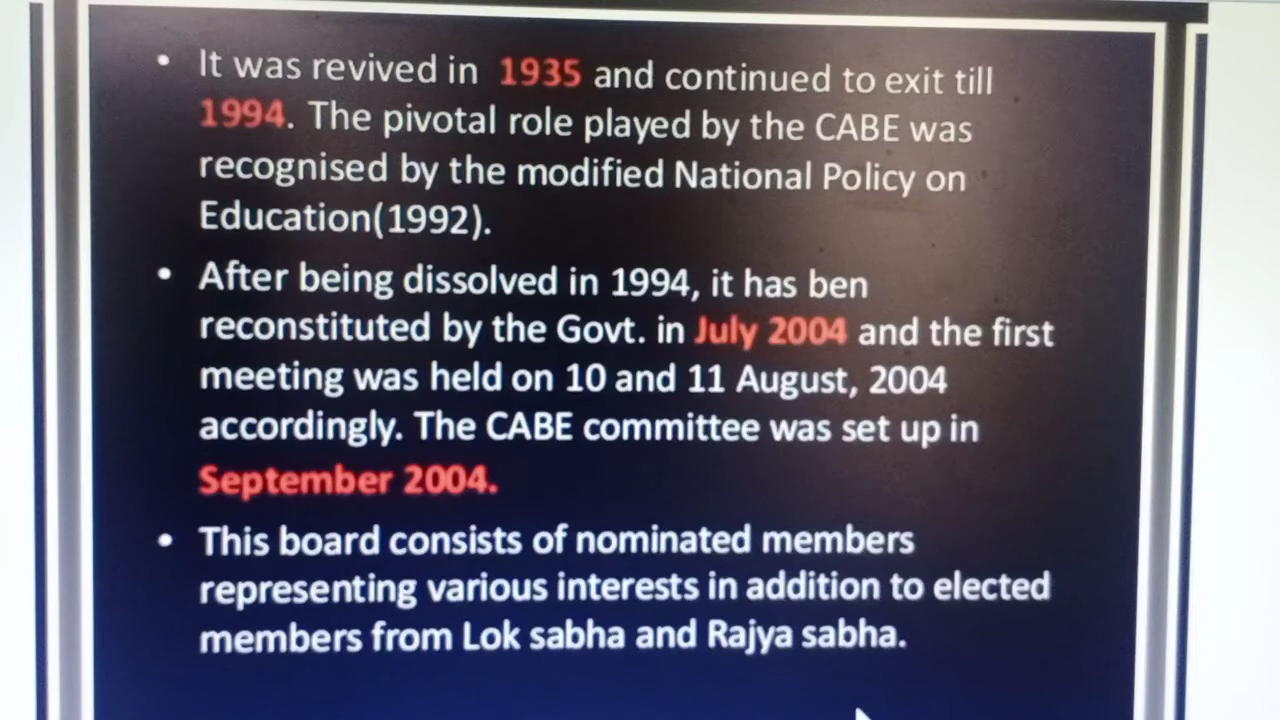 • It was revived in 1935 and continued to exit till
1994. The pivotal role played by the CABE was
recognised by the modified National Policy on
Education(1992).
• After being dissolved in 1994, it has ben
reconstituted by the Govt. in July 2004 and the first
meeting was held on 10 and 11 August, 2004
accordingly. The CABE committee was set up in
September 2004.
• This board consists of nominated members
representing various interests in addition to elected
members from Lok sabha and Rajya sabha.